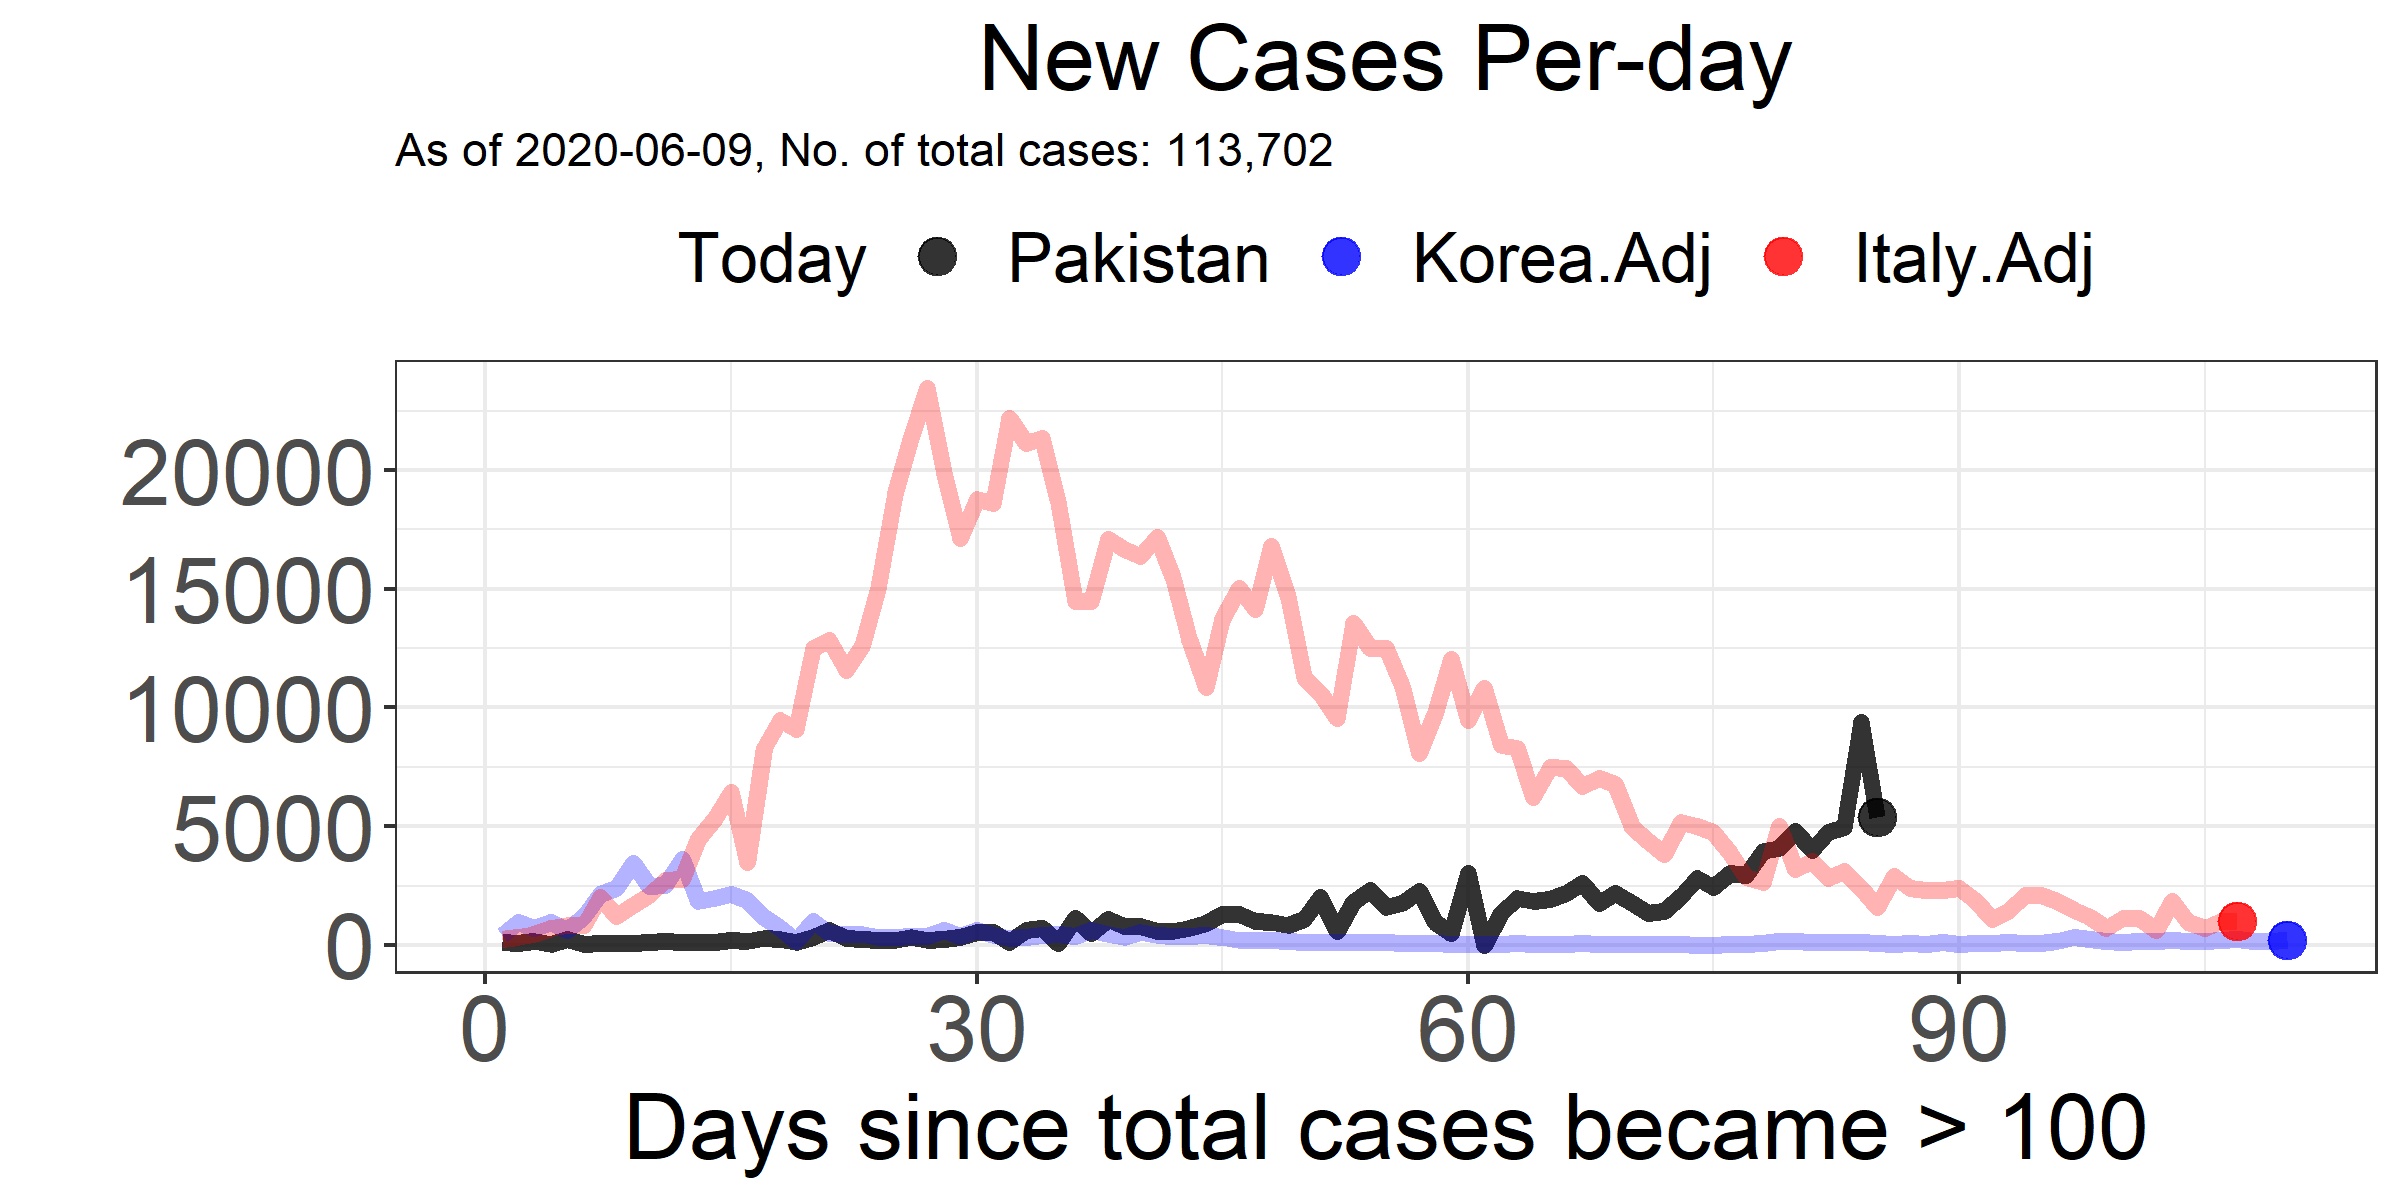 New Cases Per-day
As of 2020-06-09, No. of total cases: 113,702
Today Pakistan Korea.Adj Italy.Adj
20000
15000
10000
5000
0
0 30 60 90
Days since total cases became > 100